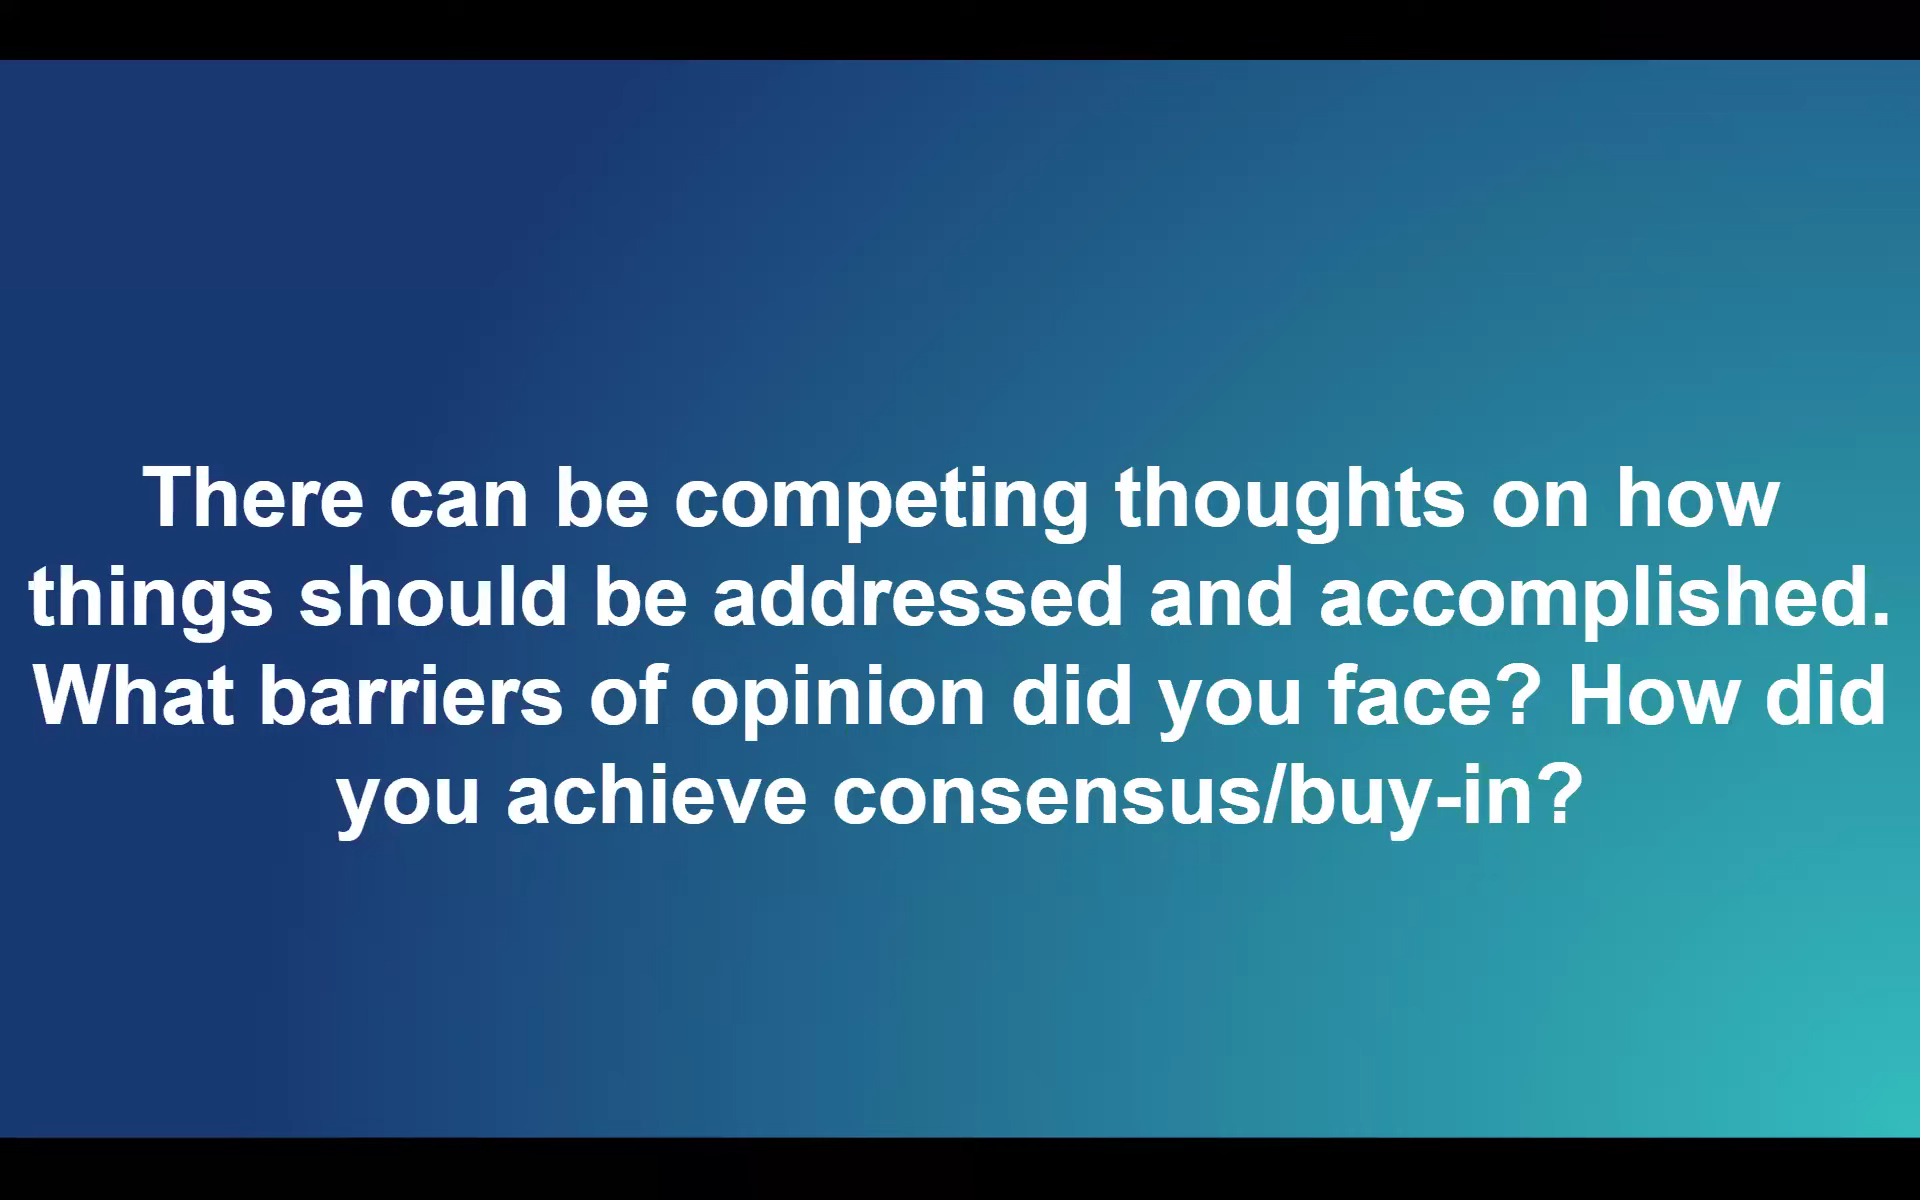 There can be competing thoughts on how
things should be addressed and accomplished.
What barriers of opinion did you face? How did
you achieve consensus/buy-in?